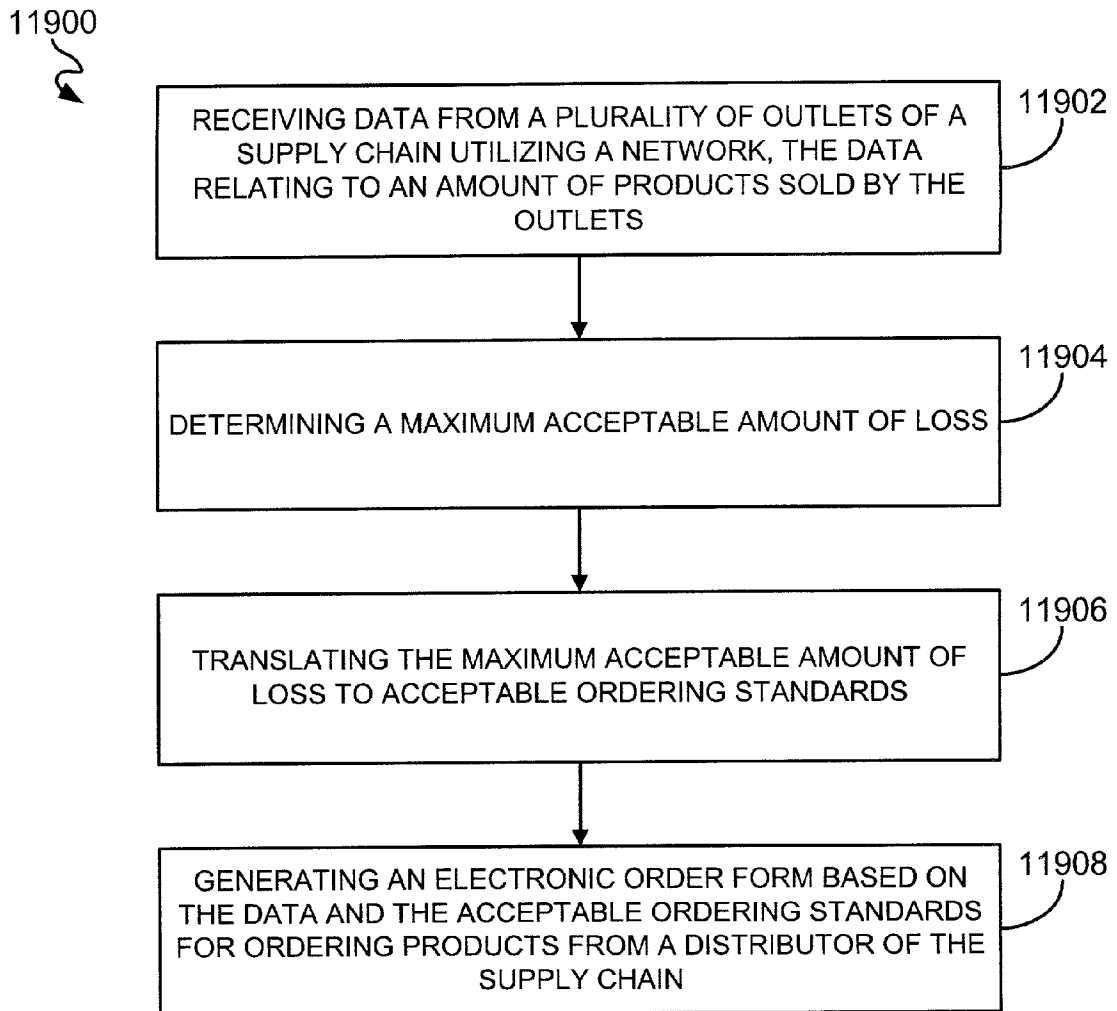 11900
RECEIVING DATA FROM A PLURALITY OF OUTLETS OF A
SUPPLY CHAIN UTILIZING A NETWORK, THE DATA
RELATING TO AN AMOUNT OF PRODUCTS SOLD BY THE
OUTLETS
11902
DETERMINING A MAXIMUM ACCEPTABLE AMOUNT OF LOSS
11904
TRANSLATING THE MAXIMUM ACCEPTABLE AMOUNT OF
LOSS TO ACCEPTABLE ORDERING STANDARDS
11906
GENERATING AN ELECTRONIC ORDER FORM BASED ON
THE DATA AND THE ACCEPTABLE ORDERING STANDARDS
FOR ORDERING PRODUCTS FROM A DISTRIBUTOR OF THE
SUPPLY CHAIN
11908